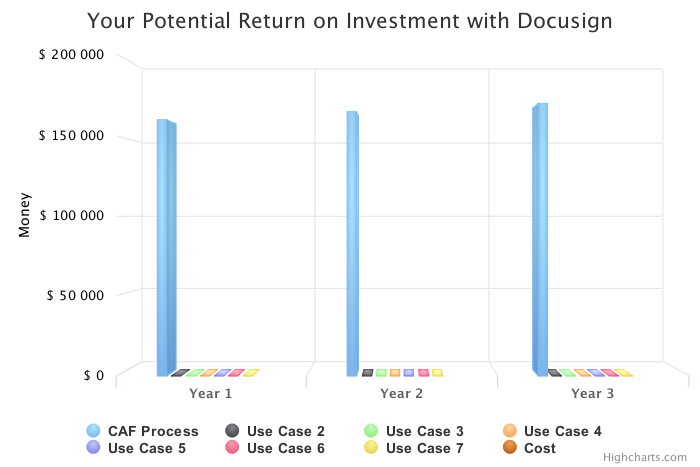 Your Potential Return on Investment with Docusign
$ 200 000
$ 150 000
Money
$ 100 000
$ 50 000
$ 0
Year 1 Year 2 Year 3
CAF Process Use Case 2 Use Case 3 Use Case 4
Use Case 5 Use Case 6 Use Case 7 Cost
Highcharts.com